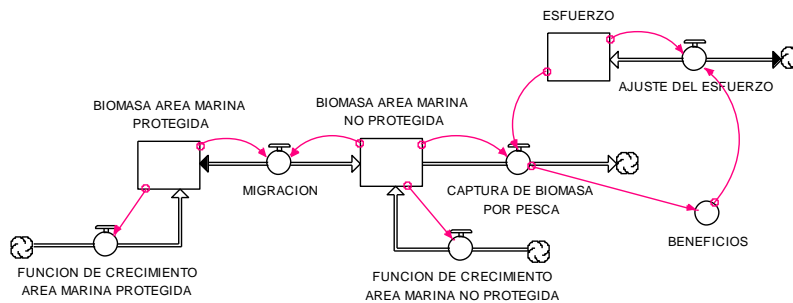 ESFUERZO
AJUSTE DEL ESFUERZO
BIOMASA AREA MARINA
PROTEGIDA
BIOMASA AREA MARINA
NO PROTEGIDA
MIGRACION
CAPTURA DE BIOMASA
POR PESCA
BENEFICIOS
FUNCION DE CRECIMIENTO
AREA MARINA PROTEGIDA
FUNCION DE CRECIMIENTO
AREA MARINA NO PROTEGIDA